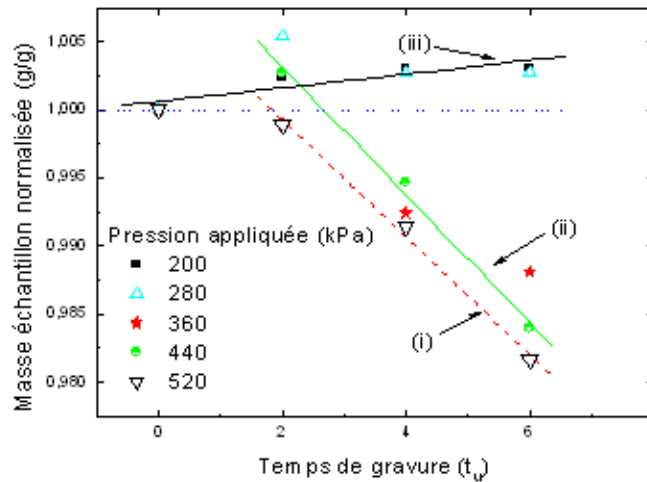 Masse échantillon normalisée (g/g)
1,005
1,000
0,995
0,990
0,985
0,980
(iii)
(ii)
(i)
Pression appliquée (kPa)
200
280
360
440
520
0 2 4 6
Temps de gravure (tᵤ)